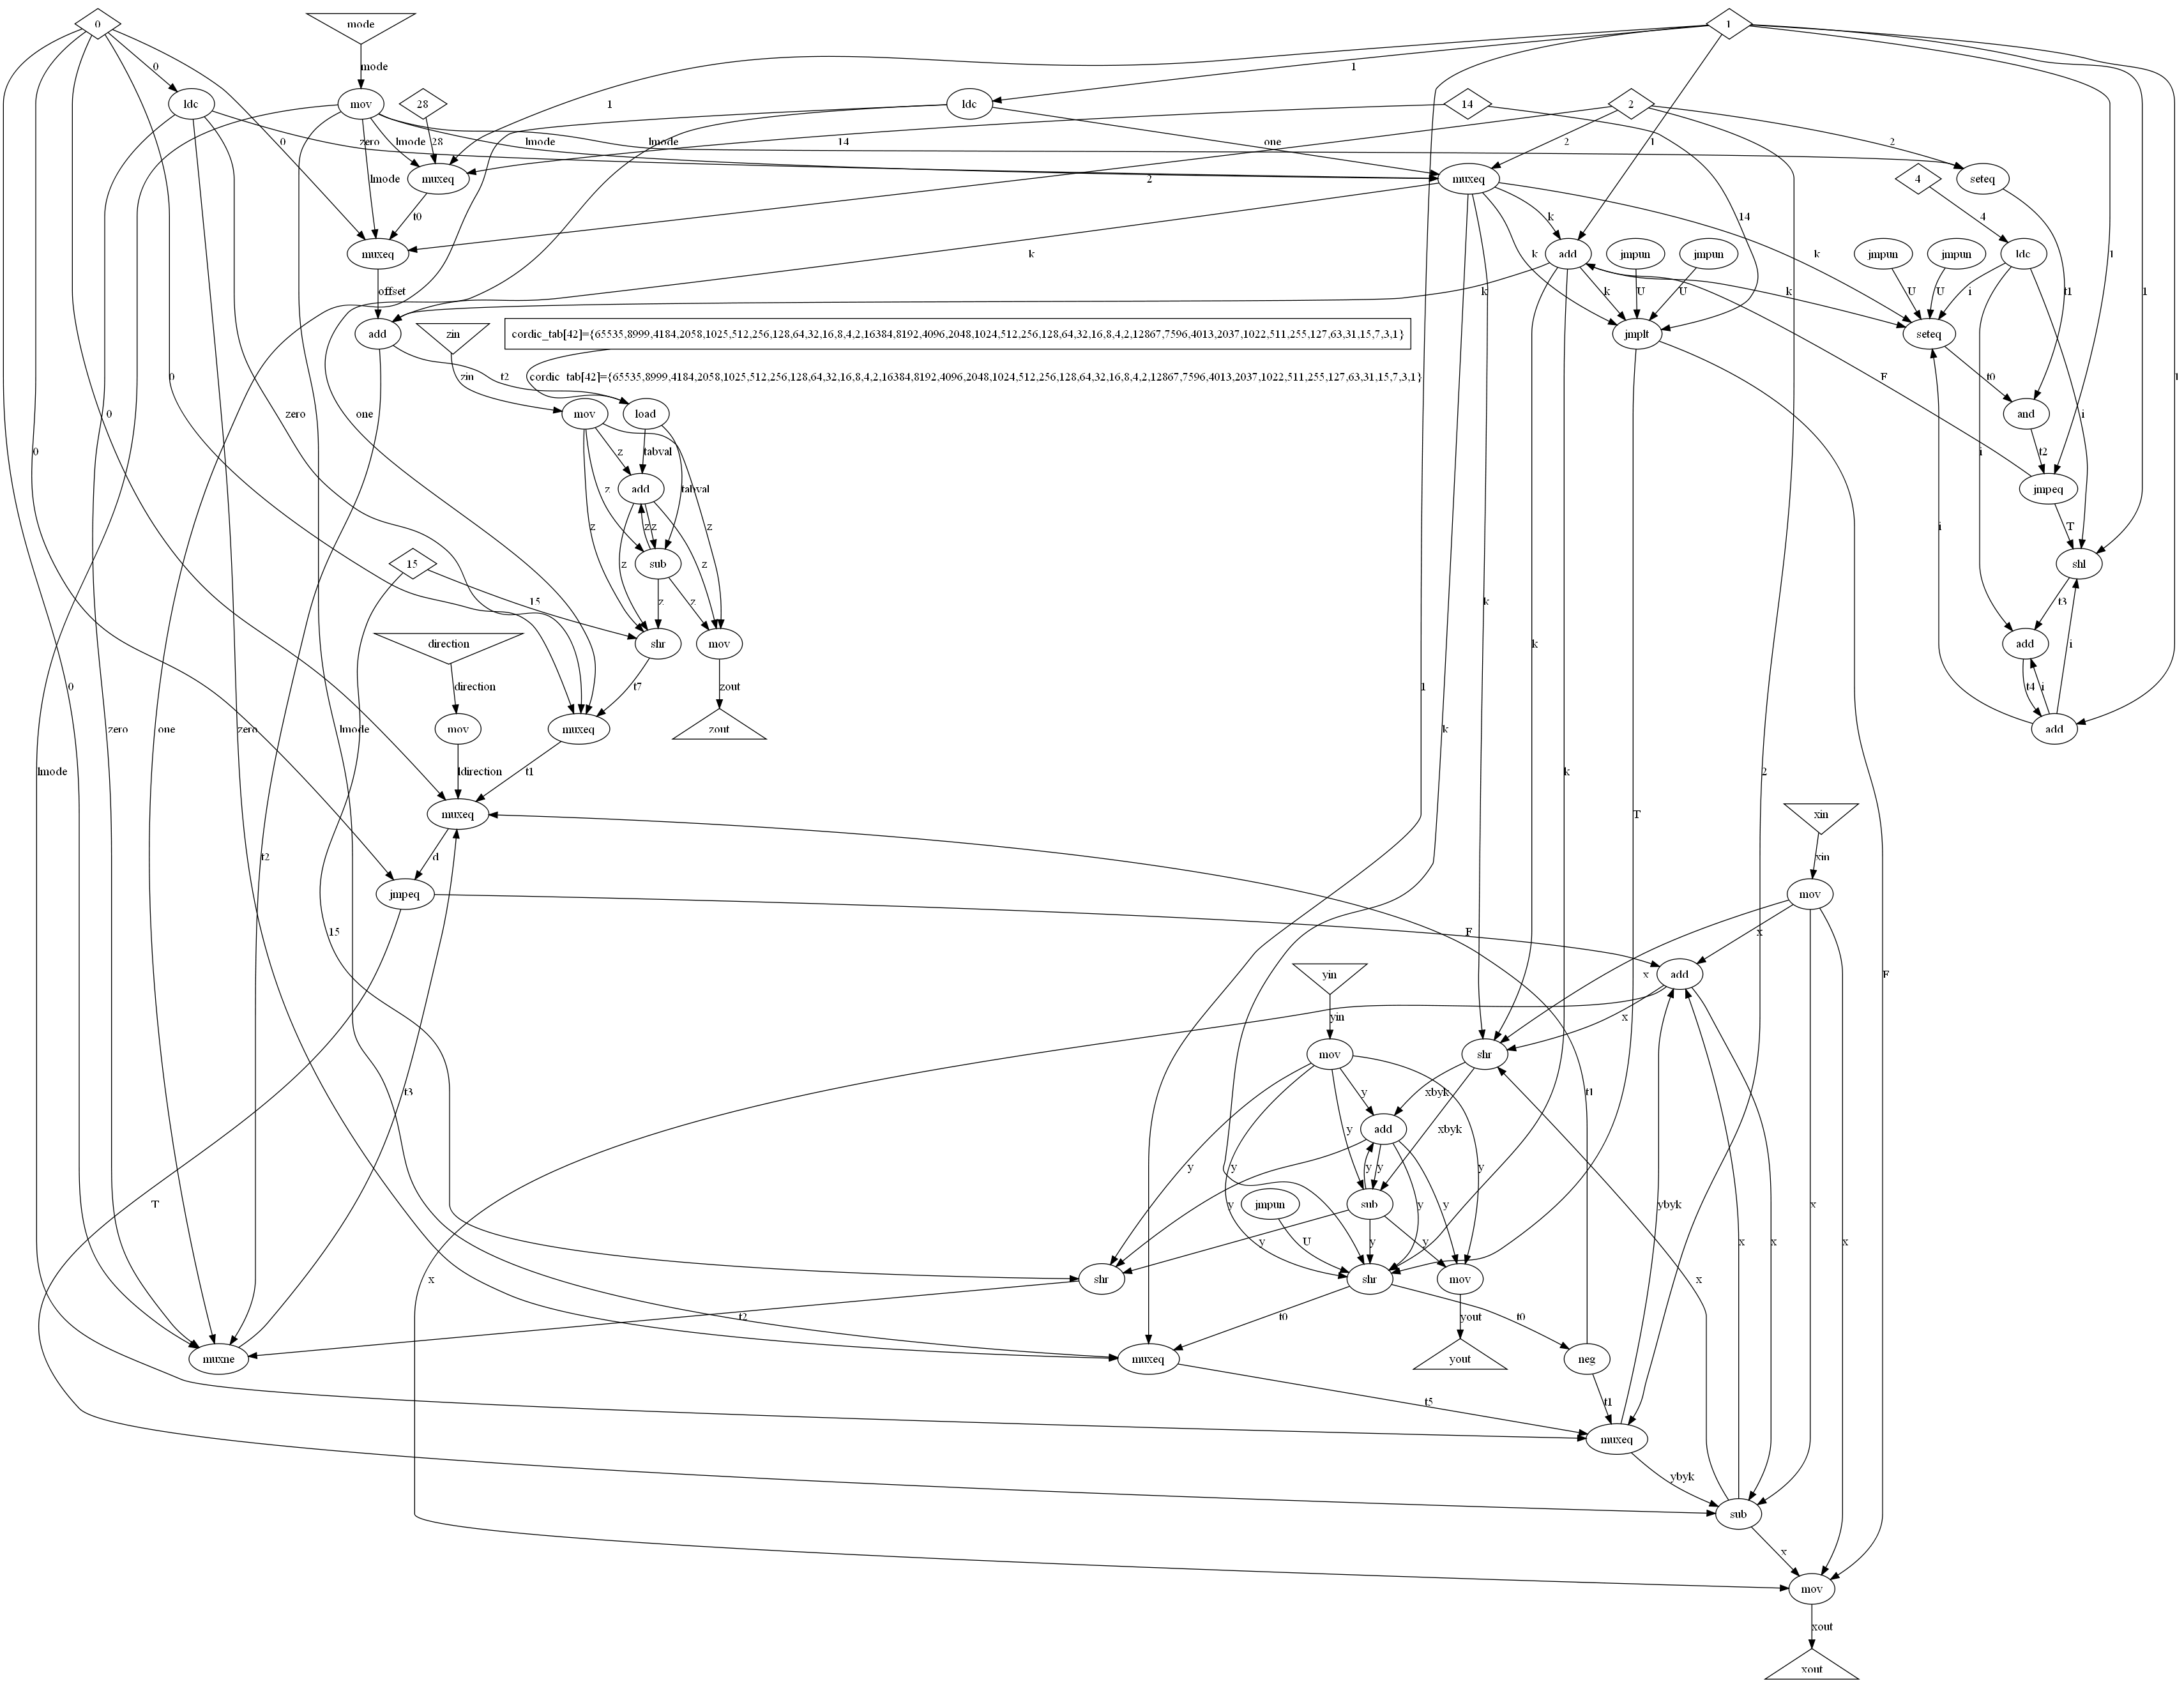 0
mode
1
0
mode
1
ldc
mov
28
ldc
14
2
1
lmode
28
lmode
lmode
14
one
2
1
2
0
zero
muxeq
2
muxeq
4
seteq
lmode
t0
k
14
4
1
1
muxeq
k
add
k
jmpun
jmpun
k
jmpun
jmpun
ldc
offset
k
k
U
U
k
U
U
i
t1
1
0
add
zin
cordic_tab[42]={65535,8999,4184,2058,1025,512,256,128,64,32,16,8,4,2,16384,8192,4096,2048,1024,512,256,128,64,32,16,8,4,2,12867,7596,4013,2037,1022,511,255,127,63,31,15,7,3,1}
jmplt
seteq
zin
t2
cordic_tab[42]={65535,8999,4184,2058,1025,512,256,128,64,32,16,8,4,2,16384,8192,4096,2048,1024,512,256,128,64,32,16,8,4,2,12867,7596,4013,2037,1022,511,255,127,63,31,15,7,3,1}
F
t0
0
zero
one
mov
load
and
i
0
z
tabval
i
t2
z
add
tabval
jmpeq
z
z
z
z
i
T
15
z
sub
z
shl
15
z
z
k
t3
direction
shr
mov
k
add
i
direction
t7
zout
1
t4
i
0
zero
one
zero
lmode
mov
muxeq
zout
k
add
lmode
ldirection
t1
k
2
muxeq
T
xin
t2
d
xin
jmpeq
mov
15
F
x
yin
add
x
F
yin
x
mov
shr
t3
y
xbyk
t1
add
y
xbyk
T
y
y
y
y
y
ybyk
x
x
jmpun
sub
x
U
y
y
y
y
x
x
x
shr
shr
mov
t2
t0
yout
t0
muxne
muxeq
yout
neg
t5
t1
muxeq
ybyk
sub
x
mov
xout
xout